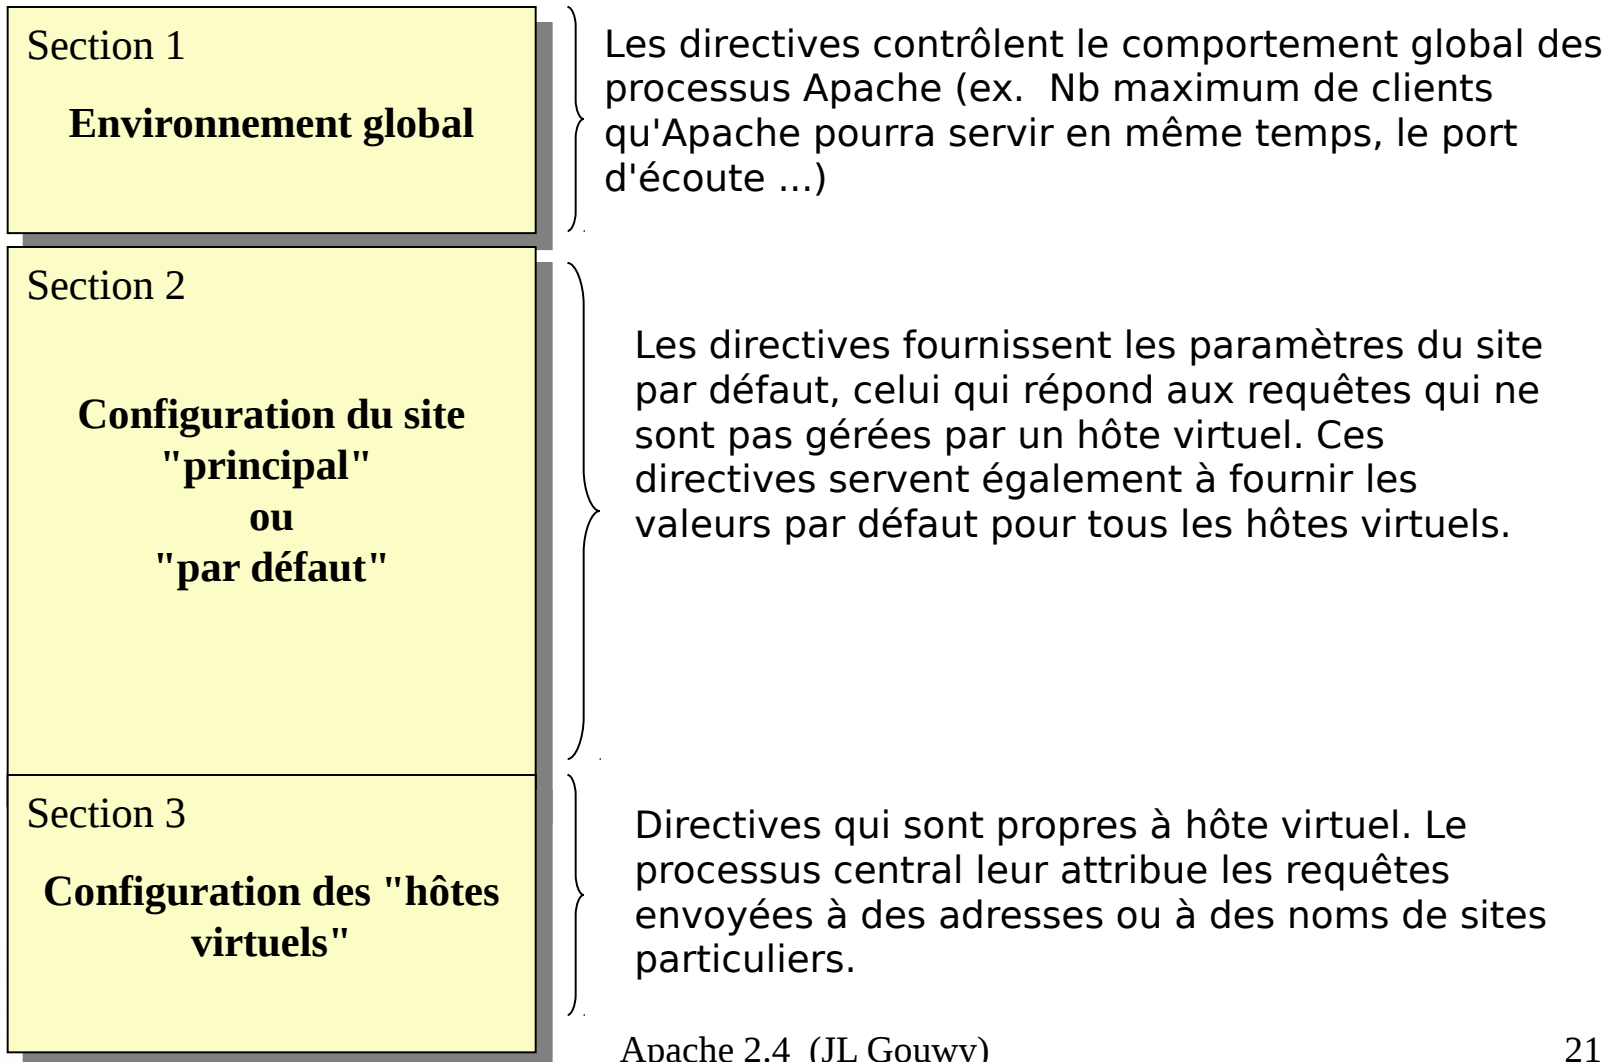 Section 1
Environnement global
Les directives contrôlent le comportement global des
processus Apache (ex.  Nb maximum de clients
qu'Apache pourra servir en même temps, le port
d'écoute ...)
Section 2
Configuration du site
"principal"
ou
"par défaut"
Les directives fournissent les paramètres du site
par défaut, celui qui répond aux requêtes qui ne
sont pas gérées par un hôte virtuel. Ces
directives servent également à fournir les
valeurs par défaut pour tous les hôtes virtuels.
Section 3
Configuration des "hôtes
virtuels"
Directives qui sont propres à hôte virtuel. Le
processus central leur attribue les requêtes
envoyées à des adresses ou à des noms de sites
particuliers.
Apache 2.4  (JL Gouwy)
21